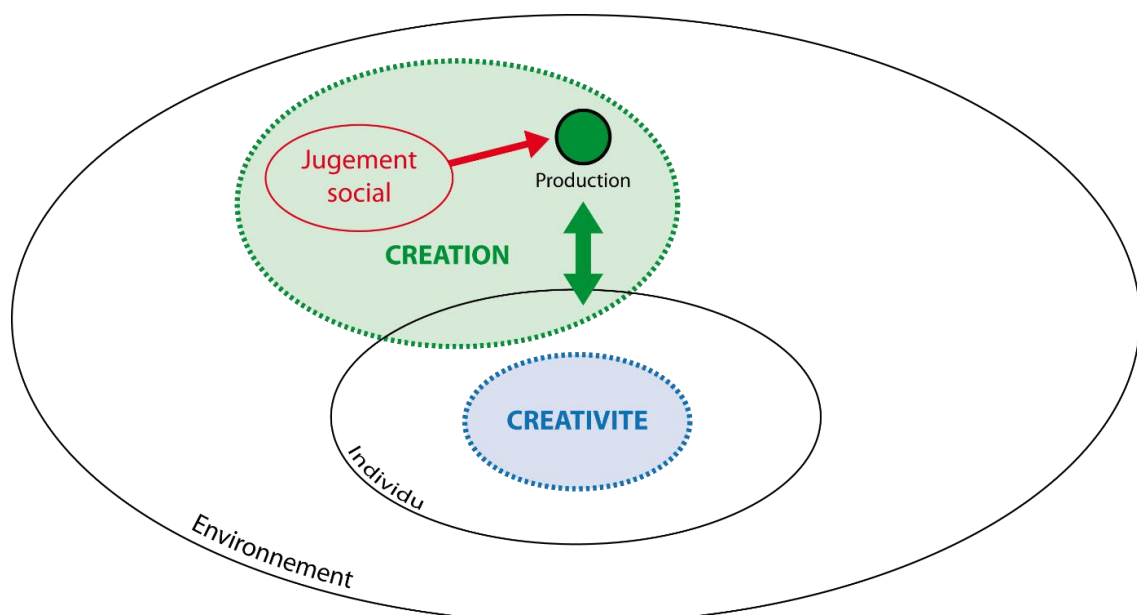 Jugement
social
Production
CREATION
CREATIVITE
Individu
Environnement